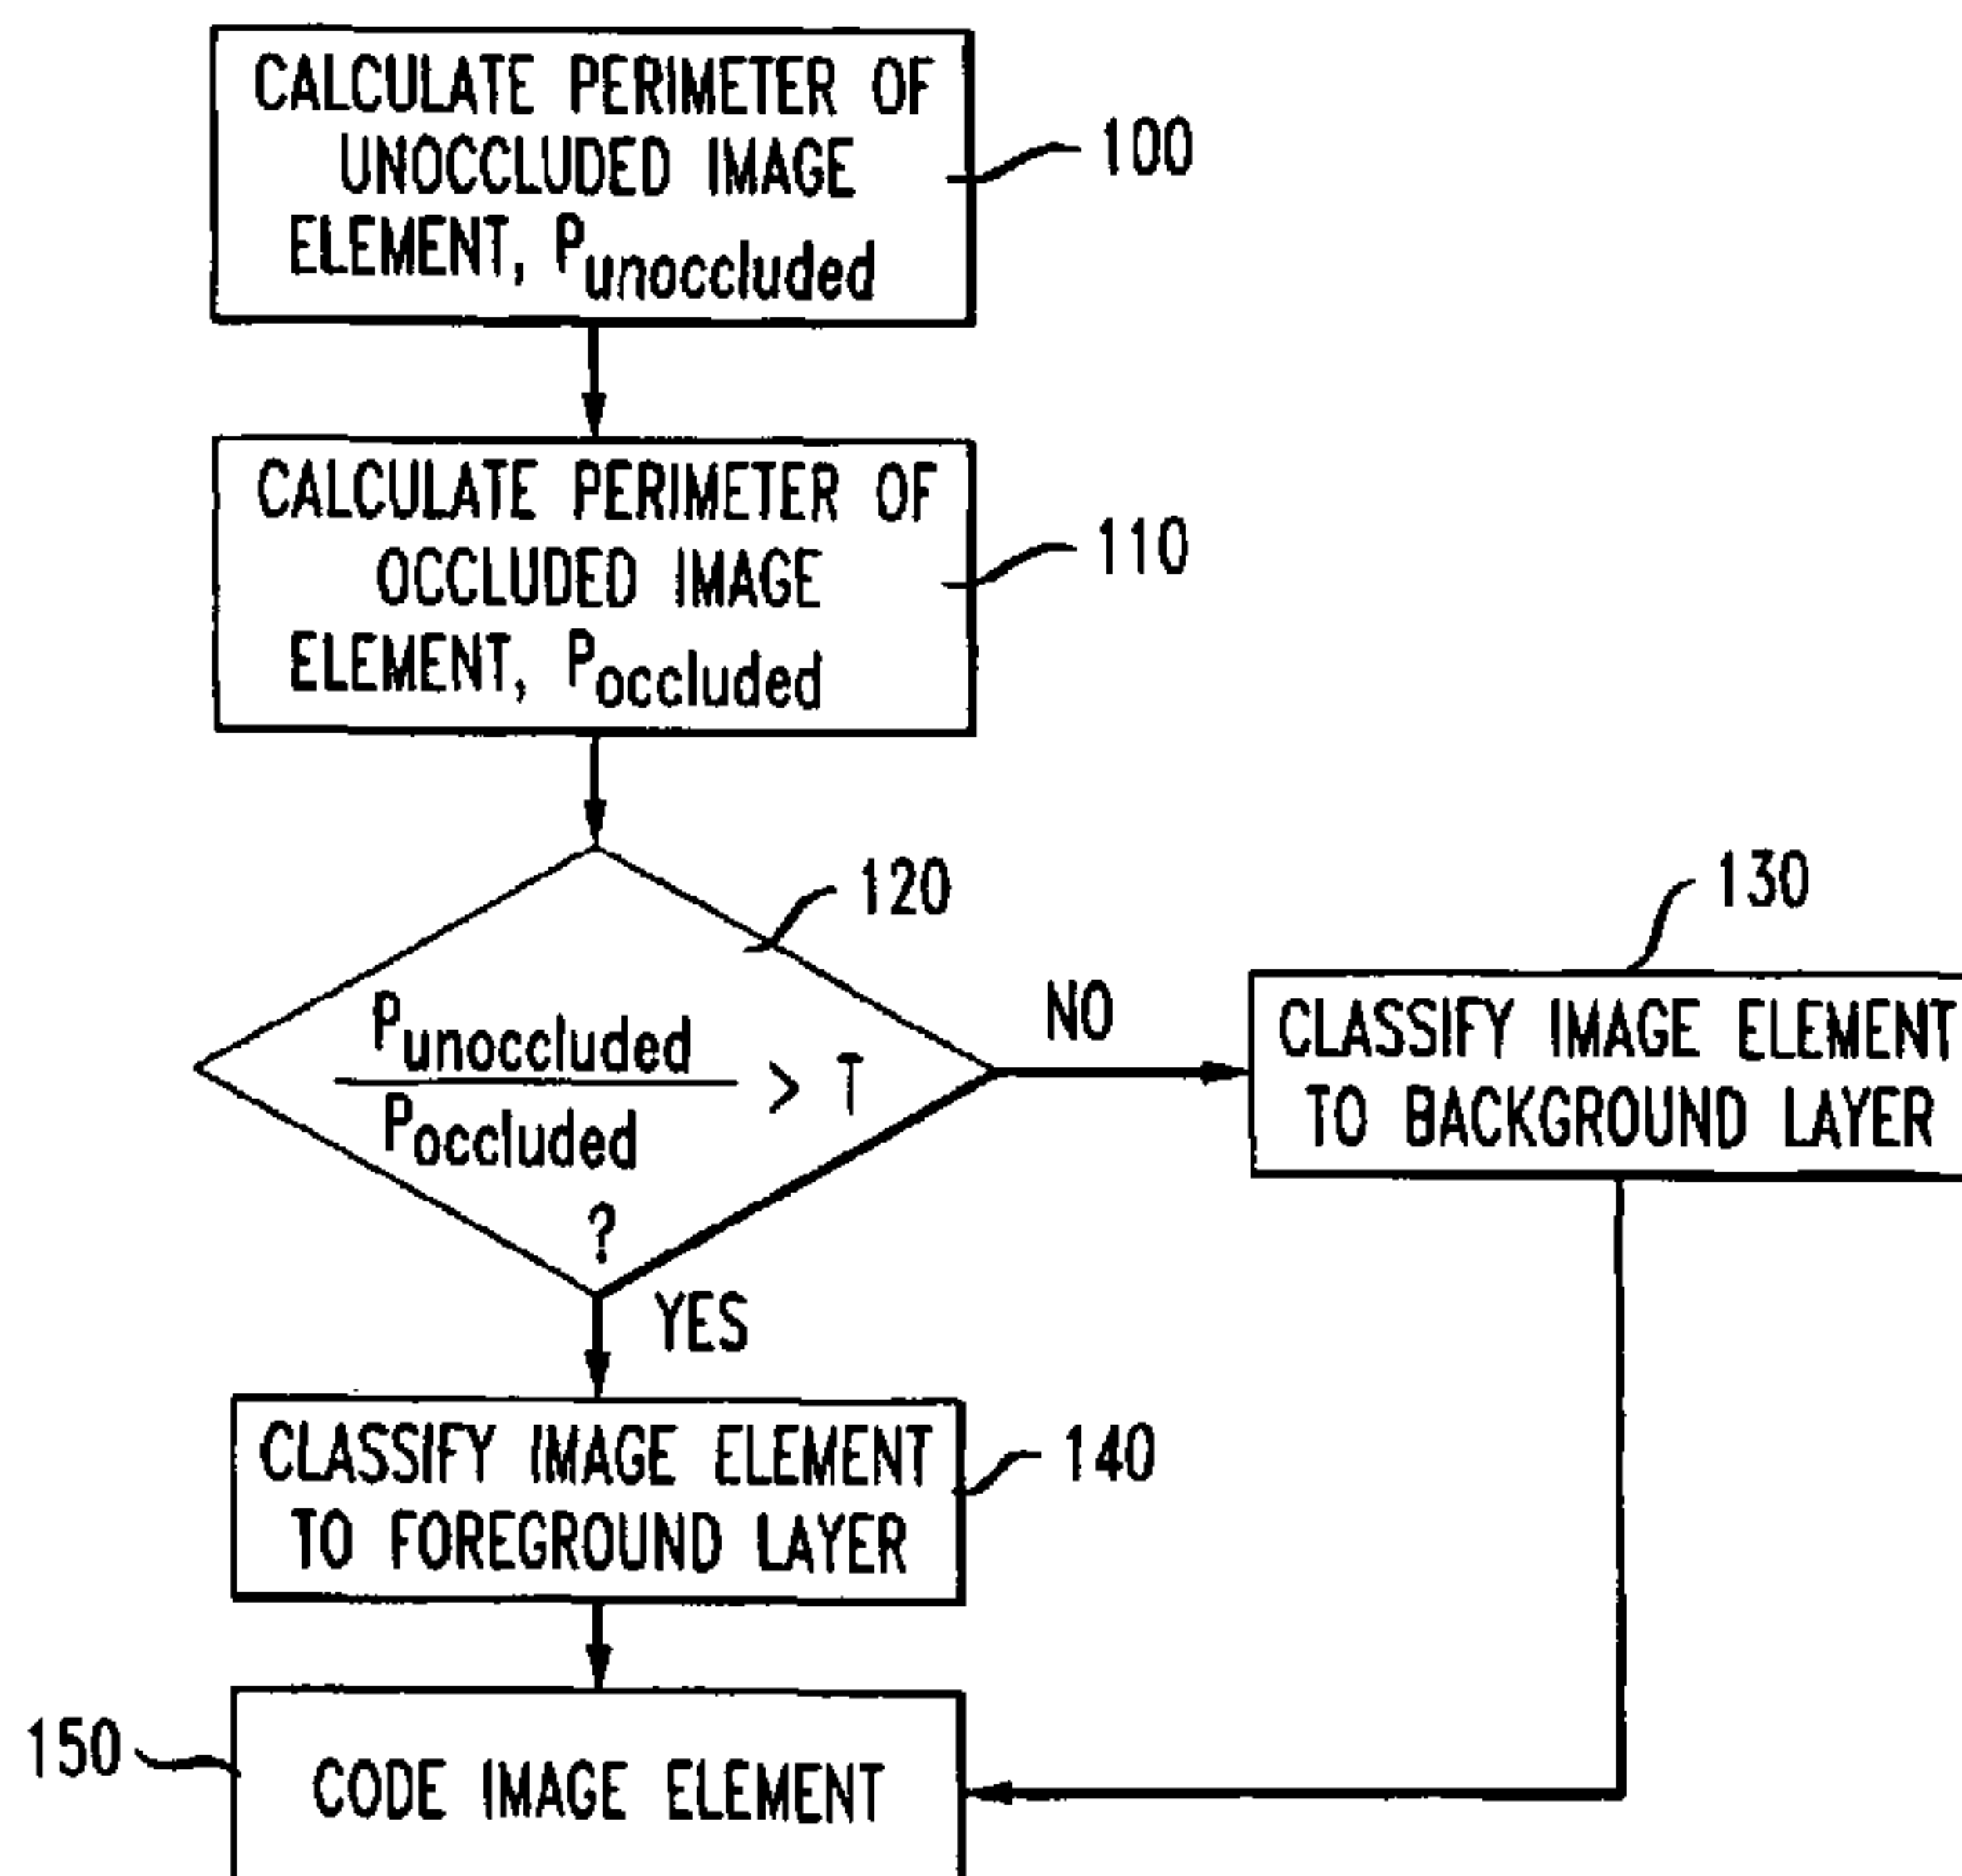 CALCULATE PERIMETER OF
UNOCCLUDED IMAGE
ELEMENT, Punoccluded
100
CALCULATE PERIMETER OF
OCCLUDED IMAGE
ELEMENT, Poccluded
110
120
Punoccluded
Poccluded
> T
?
NO
130
CLASSIFY IMAGE ELEMENT
TO BACKGROUND LAYER
YES
CLASSIFY IMAGE ELEMENT
TO FOREGROUND LAYER
140
150
CODE IMAGE ELEMENT